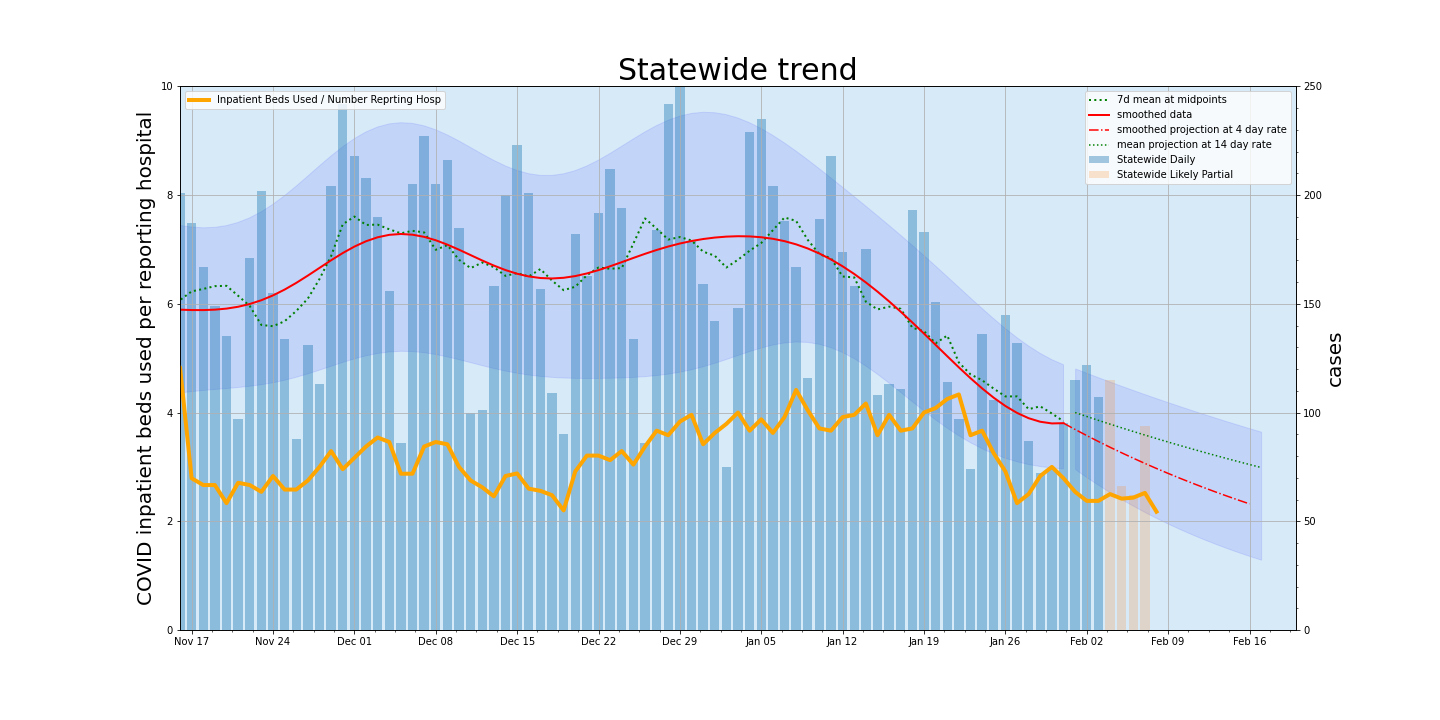 Statewide trend
Inpatient Beds Used / Number Reprting Hosp
7d mean at midpoints
smoothed data
smoothed projection at 4 day rate
mean projection at 14 day rate
Statewide Daily
Statewide Likely Partial
COVID inpatient beds used per reporting hospital
10
8
6
4
2
0
250
200
150
100
50
0
cases
Nov 17 Nov 24 Dec 01 Dec 08 Dec 15 Dec 22 Dec 29 Jan 05 Jan 12 Jan 19 Jan 26 Feb 02 Feb 09 Feb 16